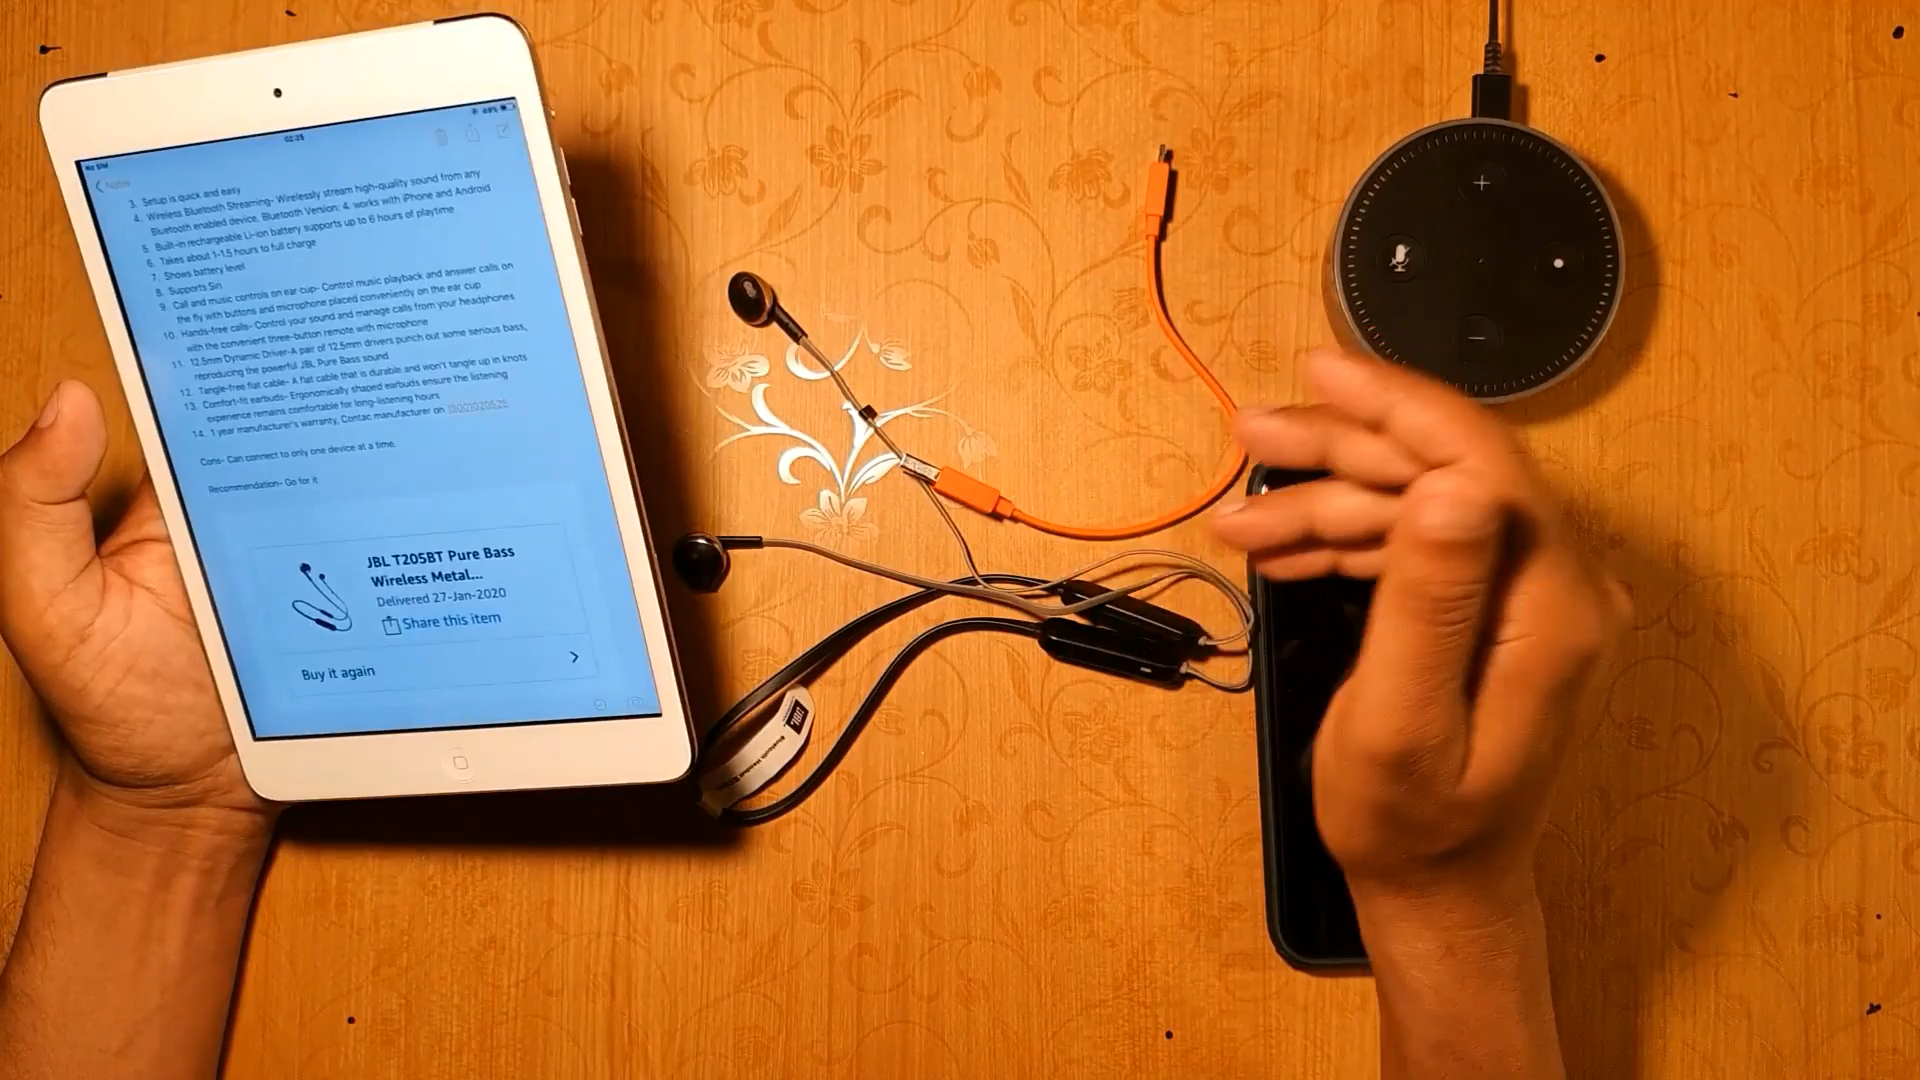 No SIM
02:25
49%
Notes
3. Setup is quick and easy
4. Wireless Bluetooth Streaming- Wirelessly stream high-quality sound from any
Bluetooth enabled device. Bluetooth Version: 4. works with iPhone and Android
5. Built-in rechargeable Li-ion battery supports up to 6 hours of playtime
6. Takes about 1-1.5 hours to full charge
7. Shows battery level
8. Supports Siri
9. Call and music controls on ear cup- Control music playback and answer calls on
the fly with buttons and microphone placed conveniently on the ear cup
10. Hands-free calls- Control your sound and manage calls from your headphones
with the convenient three-button remote with microphone
11. 12.5mm Dynamic Driver-A pair of 12.5mm drivers punch out some serious bass,
reproducing the powerful JBL Pure Bass sound
12. Tangle-free flat cable- A flat cable that is durable and won't tangle up in knots
13. Comfort-fit earbuds- Ergonomically shaped earbuds ensure the listening
experience remains comfortable for long-listening hours
14. 1 year manufacturer's warranty, Contac manufacturer on
Cons- Can connect to only one device at a time.
Recommendation- Go for it
JBL T205BT Pure Bass
Wireless Metal...
Delivered 27-Jan-2020
Share this item
Buy it again
JBL
Bluetooth Headset